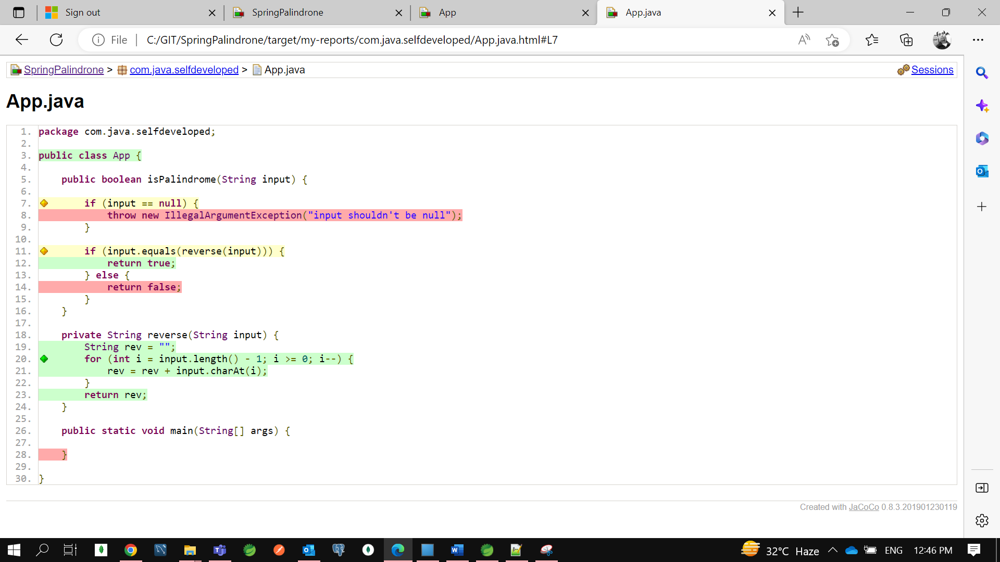 Sign out
SpringPalindrone
App
App.java
File
C:/GIT/SpringPalindrone/target/my-reports/com.java.selfdeveloped/App.java.html#L7
SpringPalindrone > com.java.selfdeveloped > App.java
Sessions
App.java
1. package com.java.selfdeveloped;
2.
3. public class App {
4.
5.     public boolean isPalindrome(String input) {
6.
7.         if (input == null) {
8.             throw new IllegalArgumentException("input shouldn't be null");
9.         }
10.
11.         if (input.equals(reverse(input))) {
12.             return true;
13.         } else {
14.             return false;
15.         }
16.     }
17.
18.     private String reverse(String input) {
19.         String rev = "";
20.         for (int i = input.length() - 1; i >= 0; i--) {
21.             rev = rev + input.charAt(i);
22.         }
23.         return rev;
24.     }
25.
26.     public static void main(String[] args) {
27.
28.     }
29.
30. }
Created with JaCoCo 0.8.3.201901230119
32°C Haze
ENG
12:46 PM